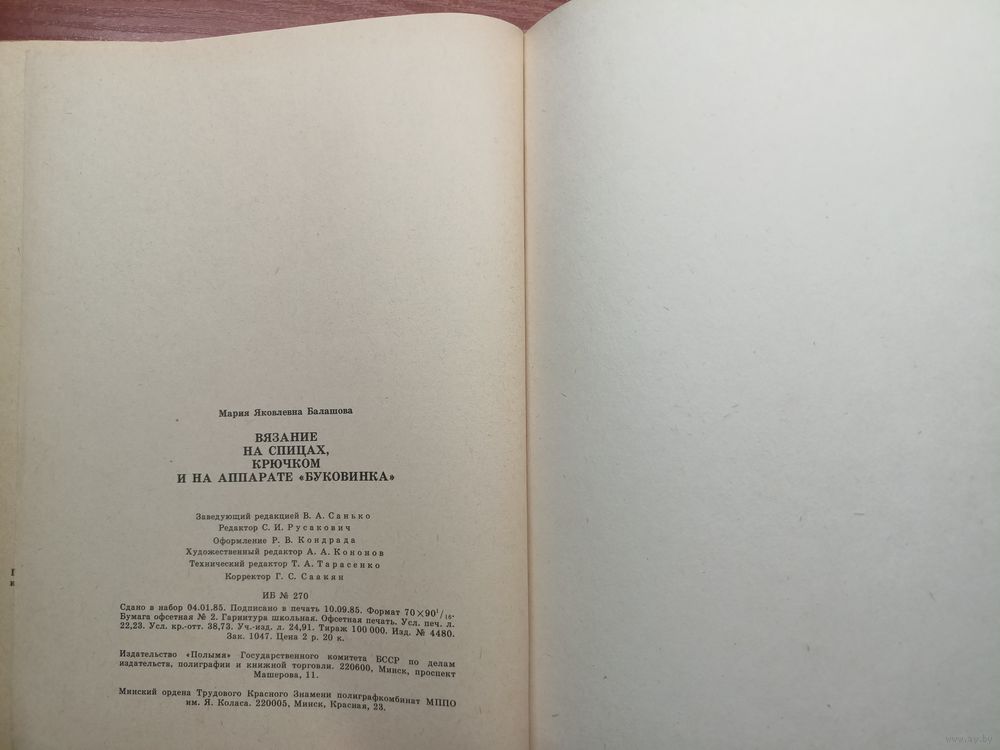 Мария Яковлевна Балашова
ВЯЗАНИЕ
НА СПИЦАХ,
КРЮЧКОМ
И НА АППАРАТЕ «БУКОВИНКА»
Заведующий редакцией В. А. Санько
Редактор С. И. Русакович
Оформление Р. В. Кондрада
Художественный редактор А. А. Кононов
Технический редактор Т. А. Тарасенко
Корректор Г. С. Саакян
ИБ № 270
Сдано в набор 04.01.85. Подписано в печать 10.09.85. Формат 70×90¹/₁₆.
Бумага офсетная № 2. Гарнитура школьная. Офсетная печать. Усл. печ. л.
22,23. Усл. кр.-отт. 38,73. Уч.-изд. л. 24,91. Тираж 100 000. Изд. № 4480.
Зак. 1047. Цена 2 р. 20 к.
Издательство «Полымя» Государственного комитета БССР по делам
издательств, полиграфии и книжной торговли. 220600, Минск, проспект
Машерова, 11.
Минский ордена Трудового Красного Знамени полиграфкомбинат МППО
им. Я. Коласа. 220005, Минск, Красная, 23.
www.ay.by